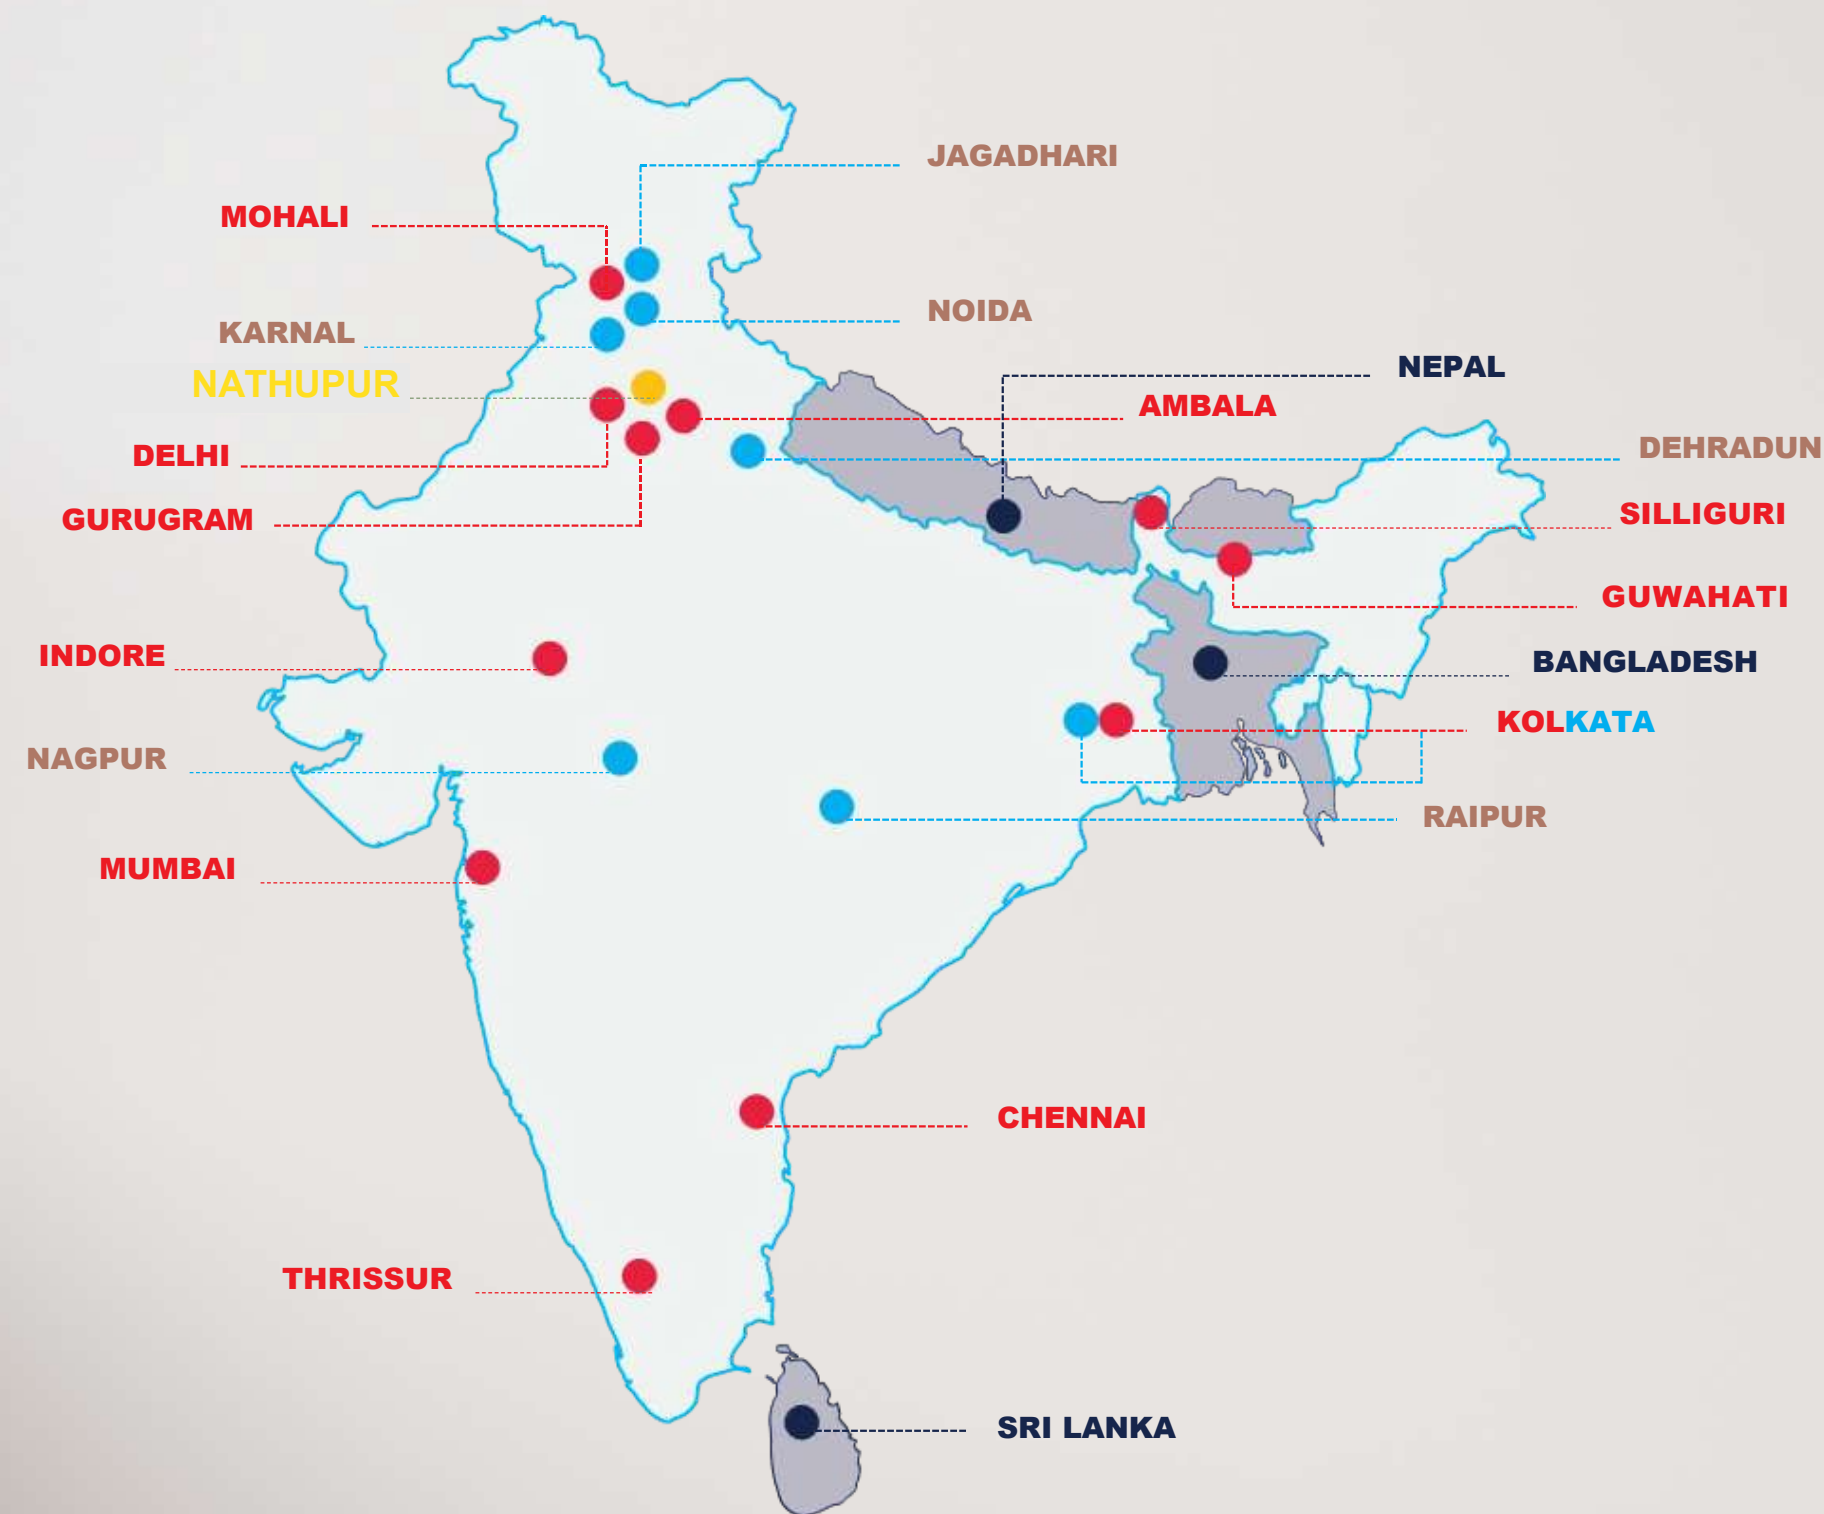 JAGADHARI
MOHALI
NOIDA
KARNAL
NEPAL
NATHUPUR
AMBALA
DEHRADUN
DELHI
SILLIGURI
GURUGRAM
GUWAHATI
INDORE
BANGLADESH
KOLKATA
NAGPUR
RAIPUR
MUMBAI
CHENNAI
THRISSUR
SRI LANKA